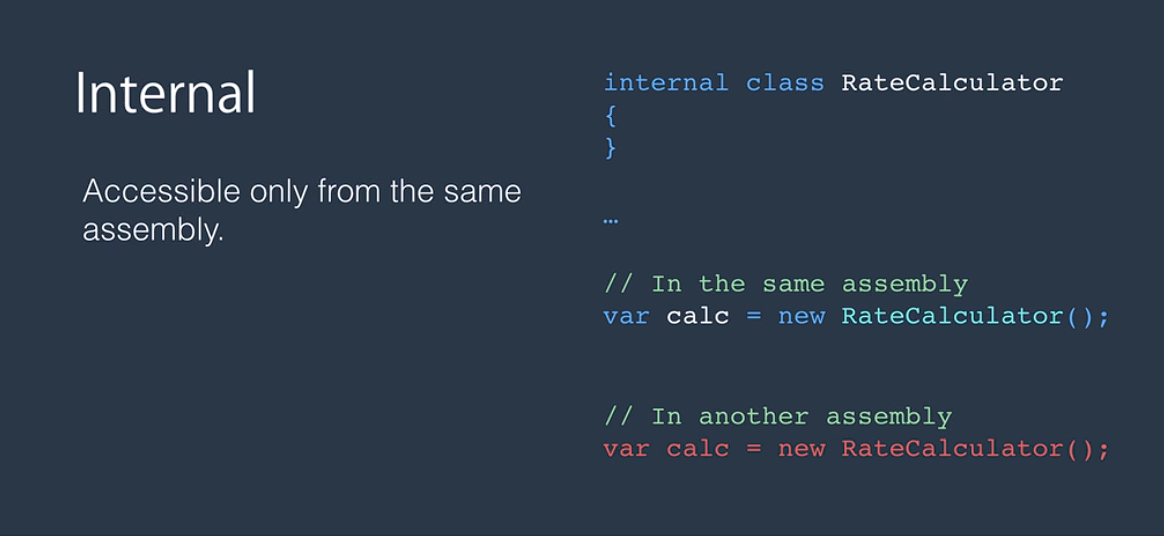 Internal
Accessible only from the same
assembly.
internal class RateCalculator
{
}
…
// In the same assembly
var calc = new RateCalculator();
// In another assembly
var calc = new RateCalculator();